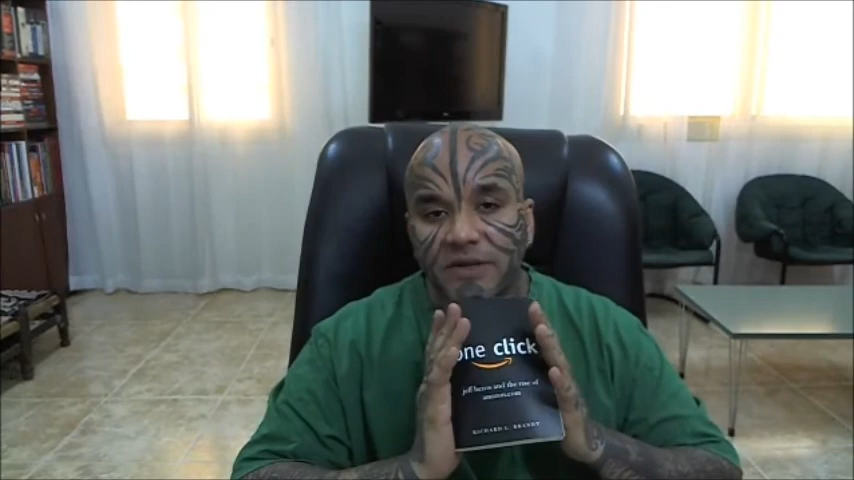 one click
jeff bezos and the rise of
amazon.com
RICHARD L. BRANDT